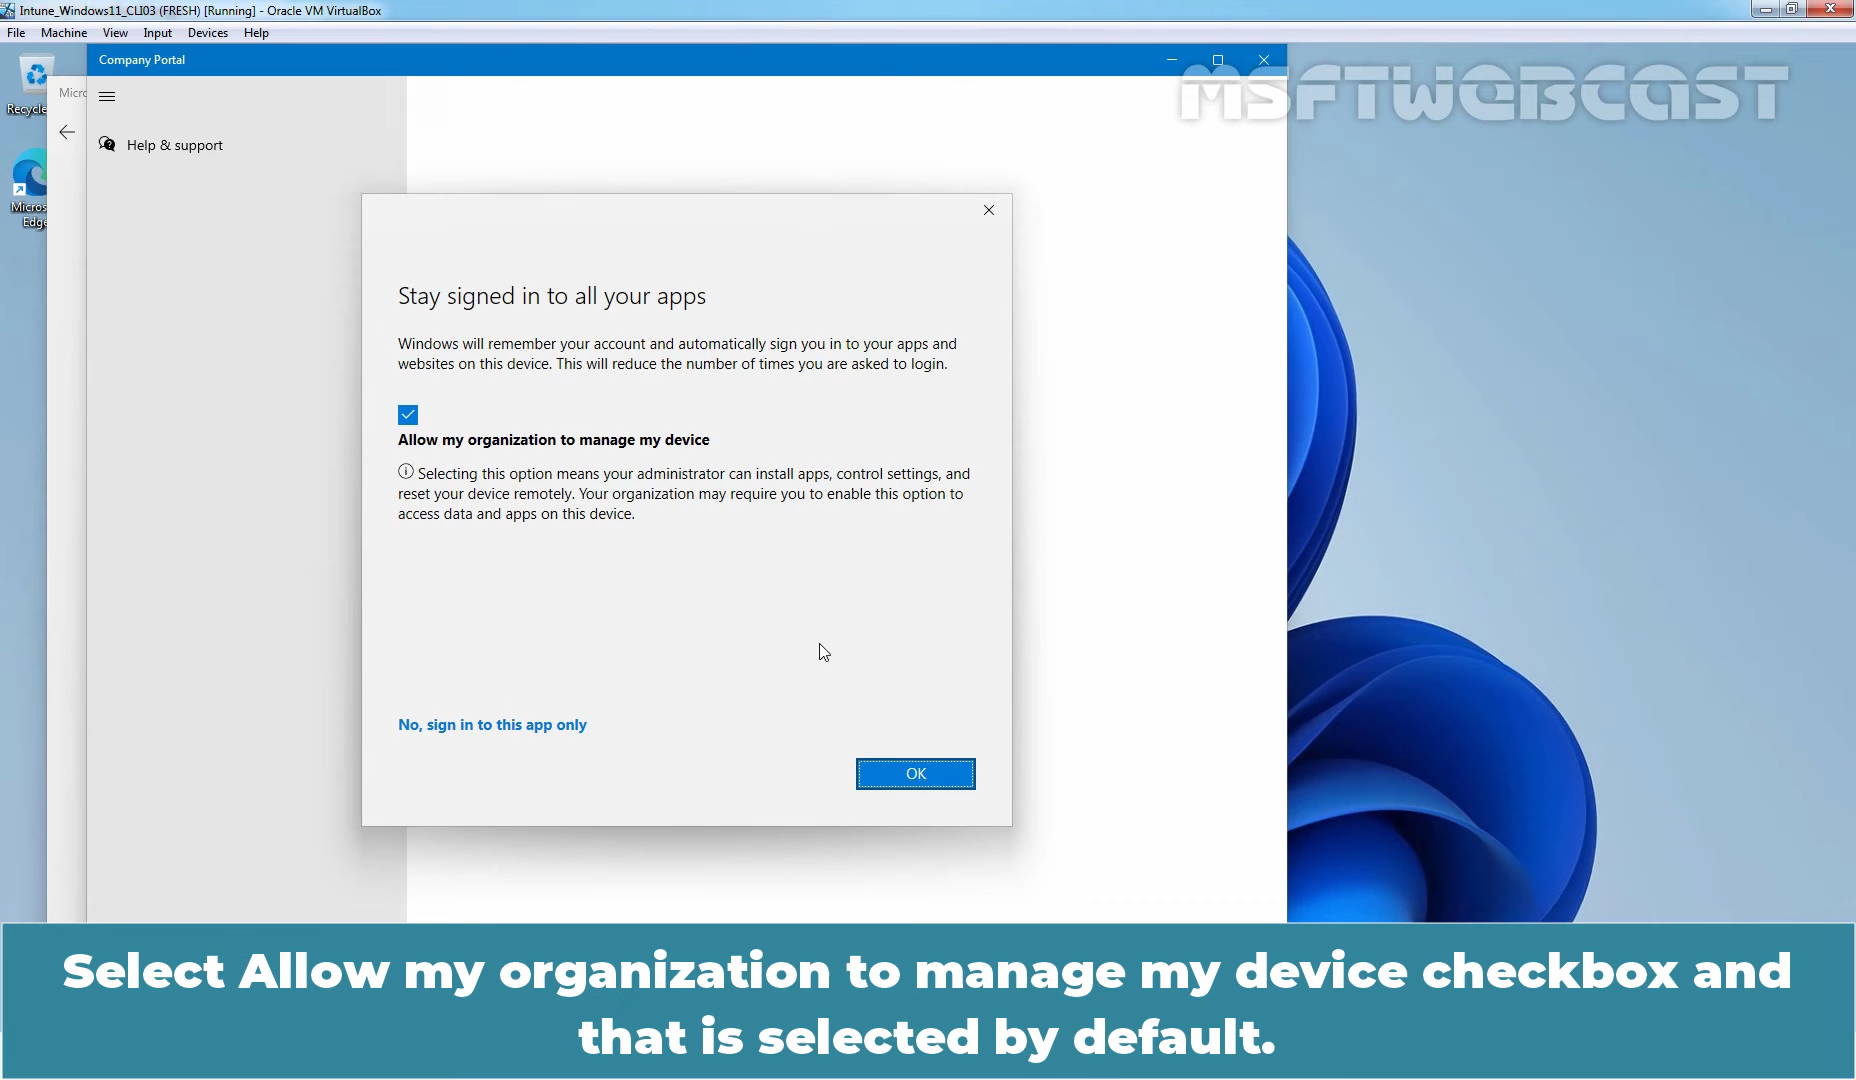 Intune_Windows11_CLI03 (FRESH) [Running] - Oracle VM VirtualBox
File Machine View Input Devices Help
Company Portal
MSFTWEBCAST
Recycle
Micro
Help & support
Micros
Edge
Stay signed in to all your apps
Windows will remember your account and automatically sign you in to your apps and
websites on this device. This will reduce the number of times you are asked to login.
Allow my organization to manage my device
Selecting this option means your administrator can install apps, control settings, and
reset your device remotely. Your organization may require you to enable this option to
access data and apps on this device.
No, sign in to this app only
OK
Select Allow my organization to manage my device checkbox and
that is selected by default.